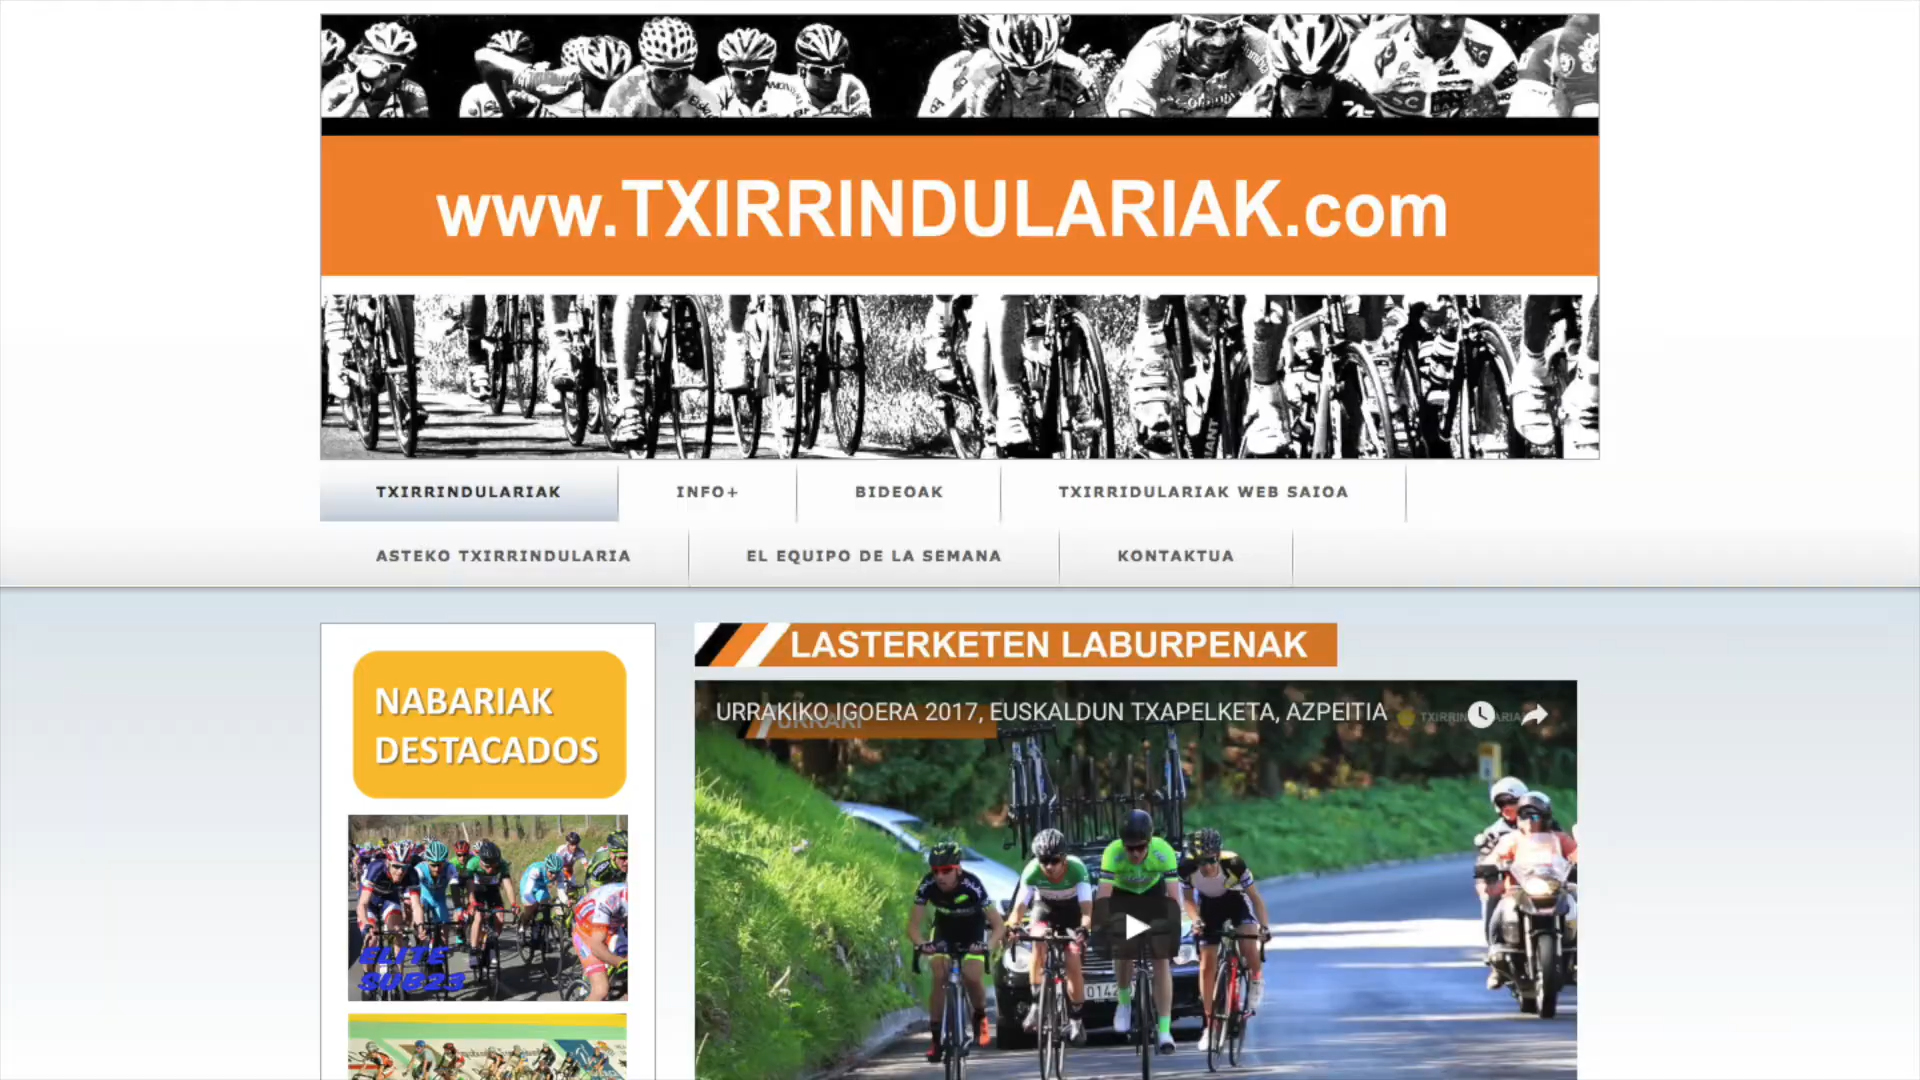 www.TXIRRINDULARIAK.com
TXIRRINDULARIAK
INFO+
BIDEOAK
TXIRRIDULARIAK WEB SAIOA
ASTEKO TXIRRINDULARIA
EL EQUIPO DE LA SEMANA
KONTAKTUA
NABARIAK
DESTACADOS
ELITE
SUB23
LASTERKETEN LABURPENAK
URRAKIKO IGOERA 2017, EUSKALDUN TXAPELKETA, AZPEITIA
URRAKI